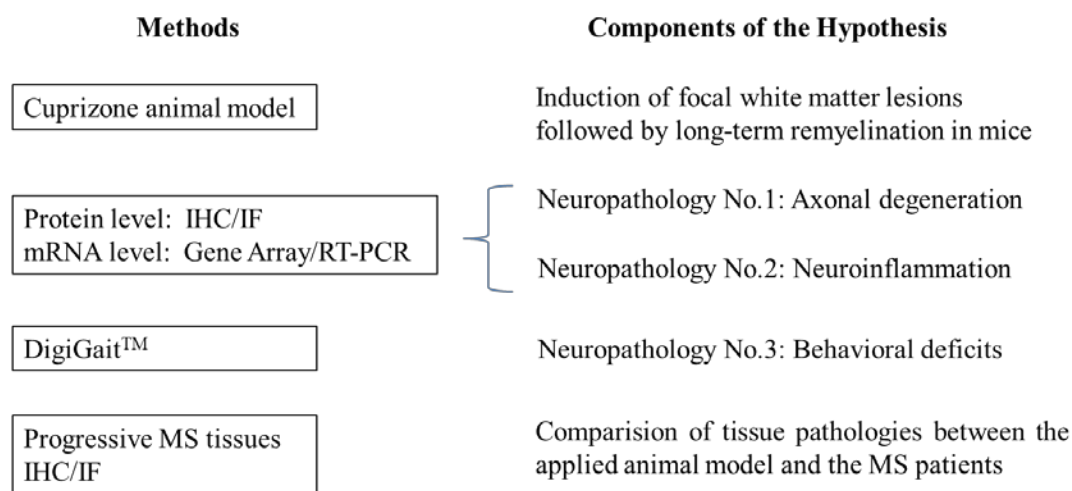 Methods
Components of the Hypothesis
Cuprizone animal model
Induction of focal white matter lesions
followed by long-term remyelination in mice
Protein level: IHC/IF
mRNA level: Gene Array/RT-PCR
Neuropathology No.1: Axonal degeneration
Neuropathology No.2: Neuroinflammation
DigiGait™
Neuropathology No.3: Behavioral deficits
Progressive MS tissues
IHC/IF
Comparision of tissue pathologies between the
applied animal model and the MS patients